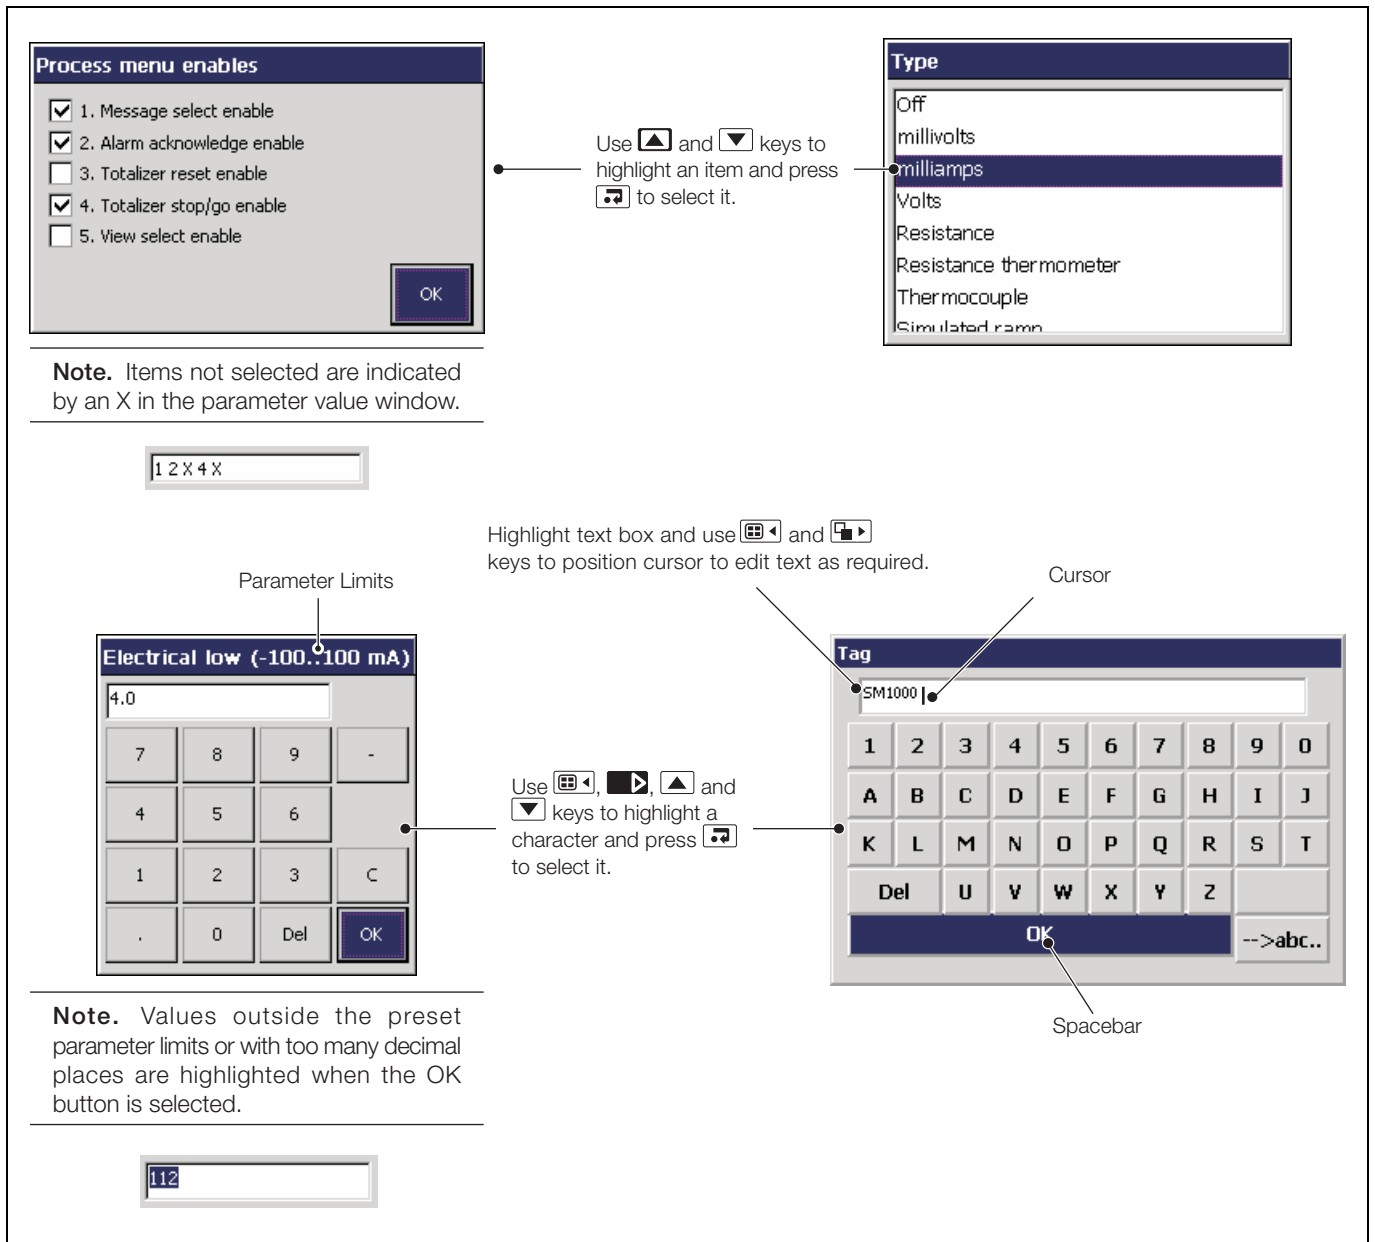 Process menu enables
1. Message select enable
2. Alarm acknowledge enable
3. Totalizer reset enable
4. Totalizer stop/go enable
5. View select enable
OK
Note. Items not selected are indicated
by an X in the parameter value window.
1 2 X 4 X
Use and keys to
highlight an item and press
to select it.
Type
Off
millivolts
milliamps
Volts
Resistance
Resistance thermometer
Thermocouple
Simulated ramp
Highlight text box and use and
keys to position cursor to edit text as required.
Parameter Limits
Cursor
Electrical low (-100..100 mA)
4.0
7 8 9 -
4 5 6
1 2 3 C
. 0 Del OK
Note. Values outside the preset
parameter limits or with too many decimal
places are highlighted when the OK
button is selected.
112
Use , , and
keys to highlight a
character and press
to select it.
Tag
SM1000
1 2 3 4 5 6 7 8 9 0
A B C D E F G H I J
K L M N O P Q R S T
Del U V W X Y Z
OK -->abc..
Spacebar